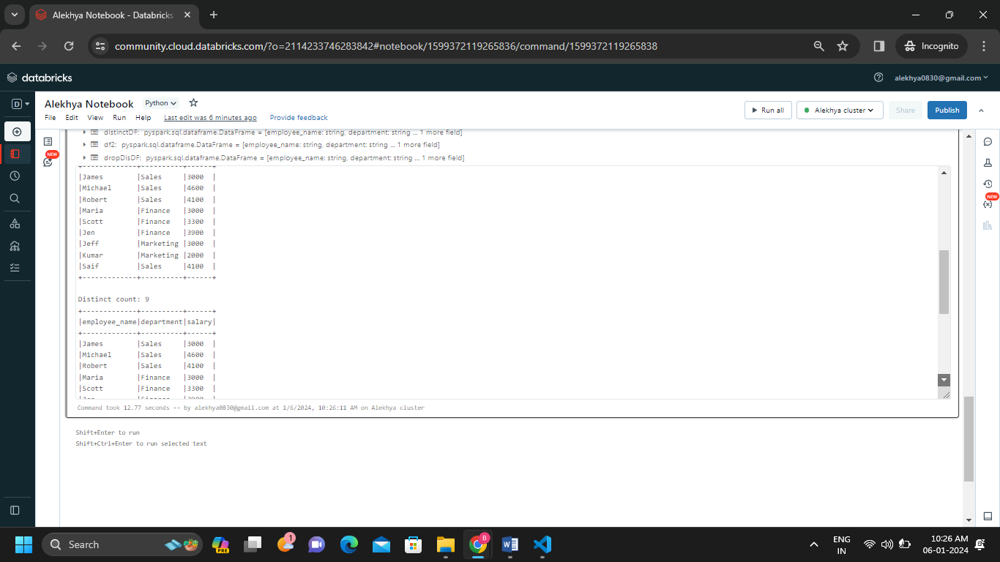 Alekhya Notebook - Databricks
community.cloud.databricks.com/?o=2114233746283842#notebook/1599372119265836/command/1599372119265838
Incognito
databricks
alekhya0830@gmail.com
D
Alekhya Notebook Python
Run all
Alekhya cluster
Share
Publish
File Edit View Run Help Last edit was 6 minutes ago Provide feedback
distinctDF: pyspark.sql.dataframe.DataFrame = [employee_name: string, department: string ... 1 more field]
df2: pyspark.sql.dataframe.DataFrame = [employee_name: string, department: string ... 1 more field]
dropDisDF: pyspark.sql.dataframe.DataFrame = [employee_name: string, department: string ... 1 more field]
NEW
NEW
+-------------+----------+------+
|James        |Sales     |3000  |
|Michael      |Sales     |4600  |
|Robert       |Sales     |4100  |
|Maria        |Finance   |3000  |
|Scott        |Finance   |3300  |
|Jen          |Finance   |3900  |
|Jeff         |Marketing |3000  |
|Kumar        |Marketing |2000  |
|Saif         |Sales     |4100  |
+-------------+----------+------+
Distinct count: 9
+-------------+----------+------+
|employee_name|department|salary|
+-------------+----------+------+
|James        |Sales     |3000  |
|Michael      |Sales     |4600  |
|Robert       |Sales     |4100  |
|Maria        |Finance   |3000  |
|Scott        |Finance   |3300  |
Command took 12.77 seconds -- by alekhya0830@gmail.com at 1/6/2024, 10:26:11 AM on Alekhya cluster
Shift+Enter to run
Shift+Ctrl+Enter to run selected text
Search
PRE
1
B
ENG
IN
10:26 AM
06-01-2024